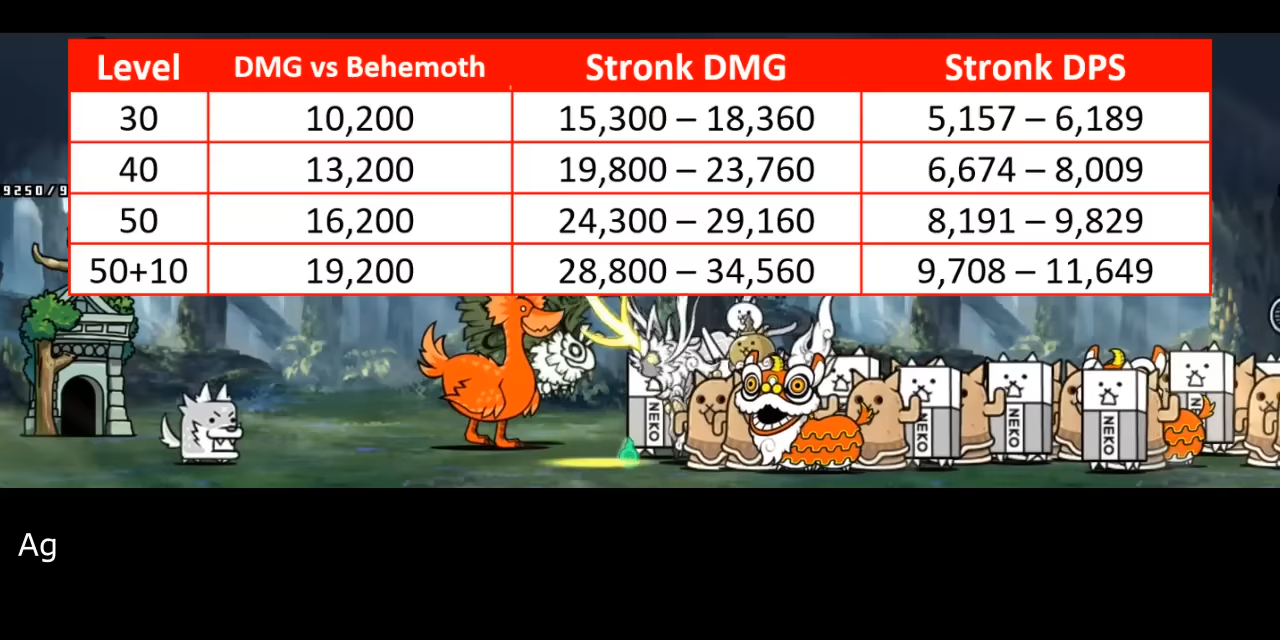 Level DMG vs Behemoth Stronk DMG Stronk DPS
30 10,200 15,300 – 18,360 5,157 – 6,189
40 13,200 19,800 – 23,760 6,674 – 8,009
9250/9
50 16,200 24,300 – 29,160 8,191 – 9,829
50+10 19,200 28,800 – 34,560 9,708 – 11,649
NEKO
NEKO
NEKO
NEKO
NEKO
Ag